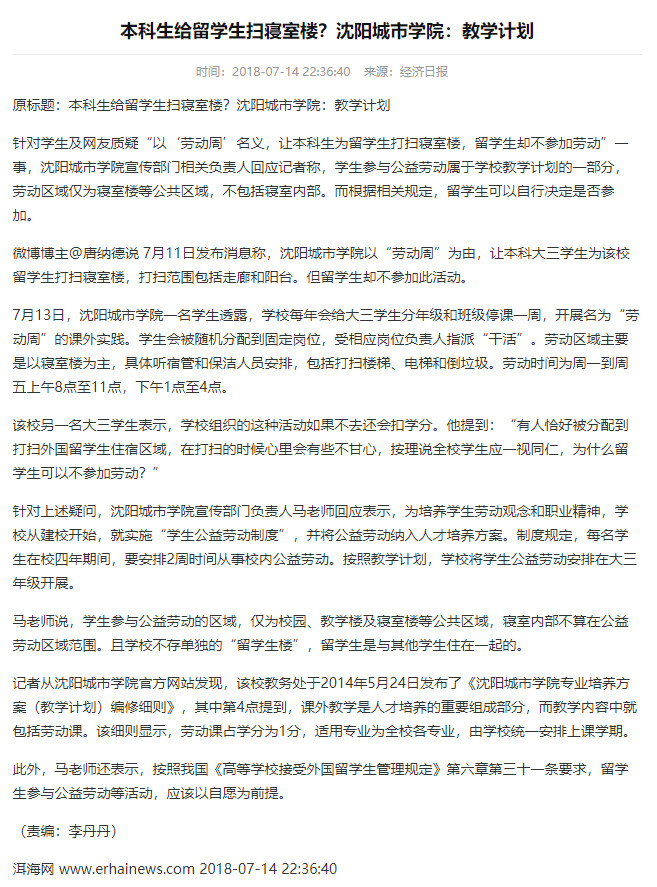 本科生给留学生扫寝室楼？沈阳城市学院：教学计划
时间：2018-07-14 22:36:40 来源：经济日报
原标题：本科生给留学生扫寝室楼？沈阳城市学院：教学计划
针对学生及网友质疑“以‘劳动周’名义，让本科生为留学生打扫寝室楼，留学生却不参加劳动”一
事，沈阳城市学院宣传部门相关负责人回应记者称，学生参与公益劳动属于学校教学计划的一部分，
劳动区域仅为寝室楼等公共区域，不包括寝室内部。而根据相关规定，留学生可以自行决定是否参
加。
微博博主@唐纳德说 7月11日发布消息称，沈阳城市学院以“劳动周”为由，让本科大三学生为该校
留学生打扫寝室楼，打扫范围包括走廊和阳台。但留学生却不参加此活动。
7月13日，沈阳城市学院一名学生透露，学校每年会给大三学生分年级和班级停课一周，开展名为“劳
动周”的课外实践。学生会被随机分配到固定岗位，受相应岗位负责人指派“干活”。劳动区域主要
是以寝室楼为主，具体听宿管和保洁人员安排，包括打扫楼梯、电梯和倒垃圾。劳动时间为周一到周
五上午8点至11点，下午1点至4点。
该校另一名大三学生表示，学校组织的这种活动如果不去还会扣学分。他提到：“有人恰好被分配到
打扫外国留学生住宿区域，在打扫的时候心里会有些不甘心，按理说全校学生应一视同仁，为什么留
学生可以不参加劳动？”
针对上述疑问，沈阳城市学院宣传部门负责人马老师回应表示，为培养学生劳动观念和职业精神，学
校从建校开始，就实施“学生公益劳动制度”，并将公益劳动纳入人才培养方案。制度规定，每名学
生在校四年期间，要安排2周时间从事校内公益劳动。按照教学计划，学校将学生公益劳动安排在大三
年级开展。
马老师说，学生参与公益劳动的区域，仅为校园、教学楼及寝室楼等公共区域，寝室内部不算在公益
劳动区域范围。且学校不存单独的“留学生楼”，留学生是与其他学生住在一起的。
记者从沈阳城市学院官方网站发现，该校教务处于2014年5月24日发布了《沈阳城市学院专业培养方
案（教学计划）编修细则》，其中第4点提到，课外教学是人才培养的重要组成部分，而教学内容中就
包括劳动课。该细则显示，劳动课占学分为1分，适用专业为全校各专业，由学校统一安排上课学期。
此外，马老师还表示，按照我国《高等学校接受外国留学生管理规定》第六章第三十一条要求，留学
生参与公益劳动等活动，应该以自愿为前提。
（责编：李丹丹）
洱海网 www.erhainews.com 2018-07-14 22:36:40